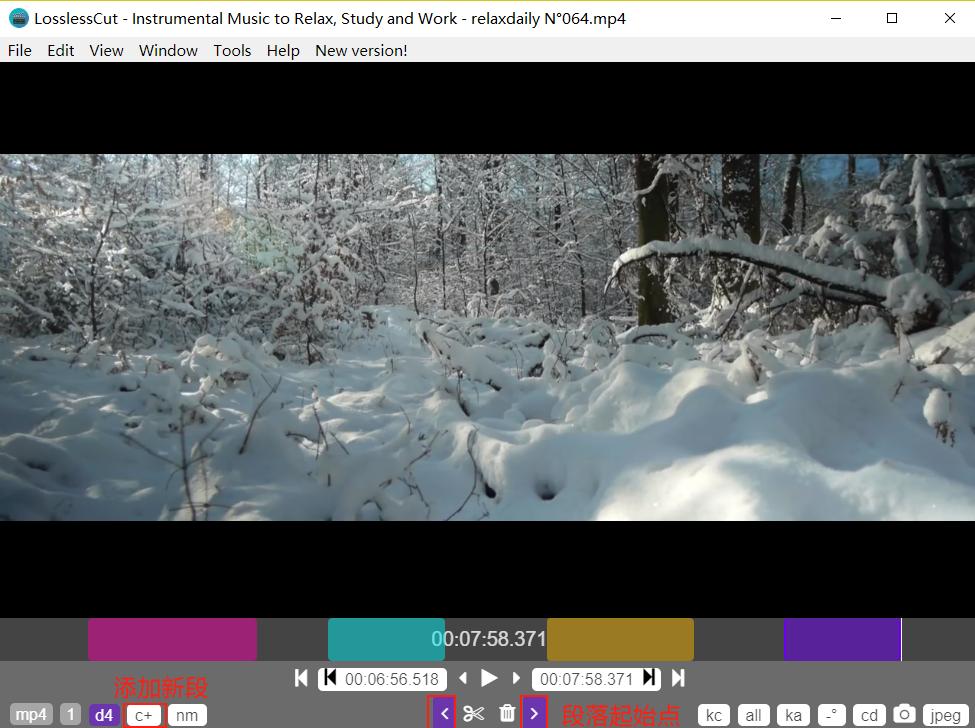 LosslessCut - Instrumental Music to Relax, Study and Work - relaxdaily N°064.mp4
File Edit View Window Tools Help New version!
00:07:58.371
00:06:56.518 00:07:58.371
添加新段
mp4 1 d4 c+ nm 段落起始点 kc all ka -° cd jpeg